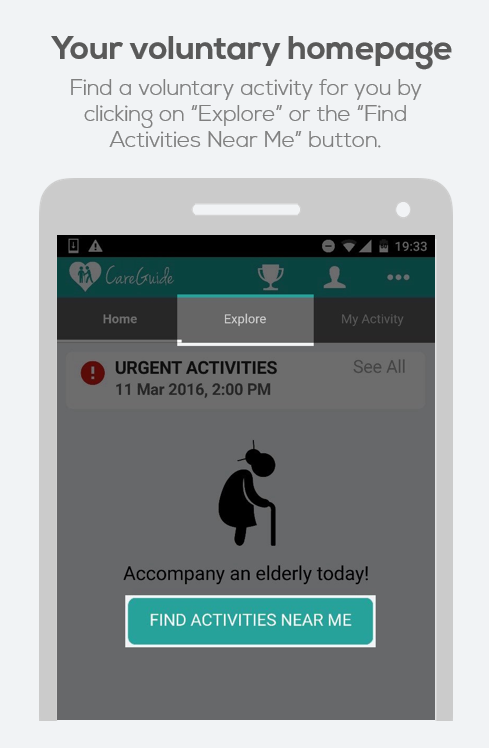 Your voluntary homepage
Find a voluntary activity for you by
clicking on "Explore" or the "Find
Activities Near Me" button.
19:33
CareGuide
Home Explore My Activity
URGENT ACTIVITIES See All
11 Mar 2016, 2:00 PM
Accompany an elderly today!
FIND ACTIVITIES NEAR ME